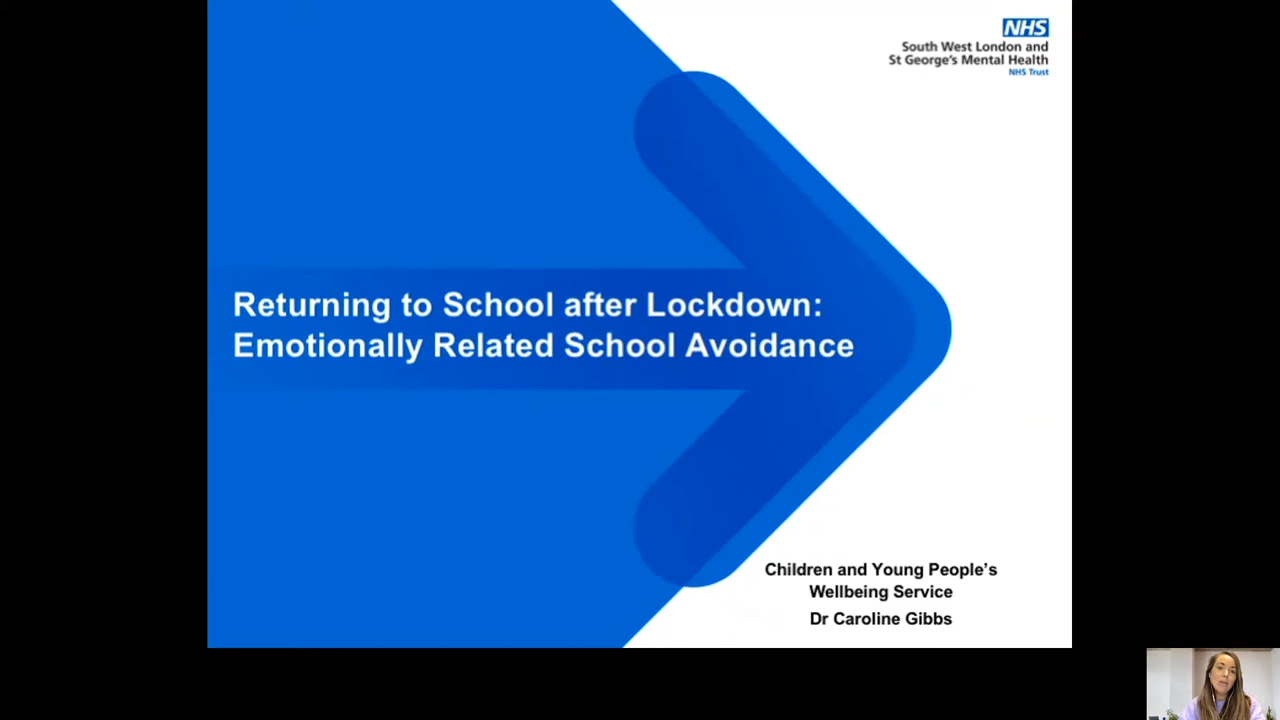 NHS
South West London and
St George's Mental Health
NHS Trust
Returning to School after Lockdown:
Emotionally Related School Avoidance
Children and Young People's
Wellbeing Service
Dr Caroline Gibbs